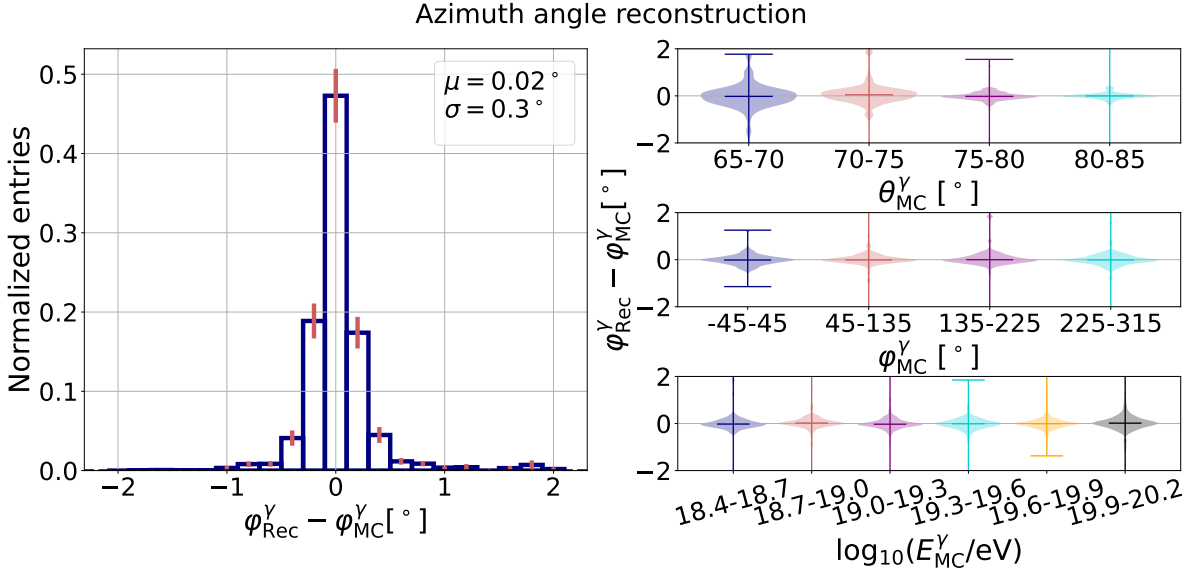 Azimuth angle reconstruction
Normalized entries
0.5
0.4
0.3
0.2
0.1
0.0
μ = 0.02°
σ = 0.3°
−2 −1 0 1 2
φ^γ_Rec − φ^γ_MC[°]
φ^γ_Rec − φ^γ_MC[°]
2
0
−2
65-70 70-75 75-80 80-85
θ^γ_MC [°]
2
0
−2
-45-45 45-135 135-225 225-315
φ^γ_MC [°]
2
0
−2
18.4-18.7 18.7-19.0 19.0-19.3 19.3-19.6 19.6-19.9 19.9-20.2
log₁₀(E^γ_MC/eV)